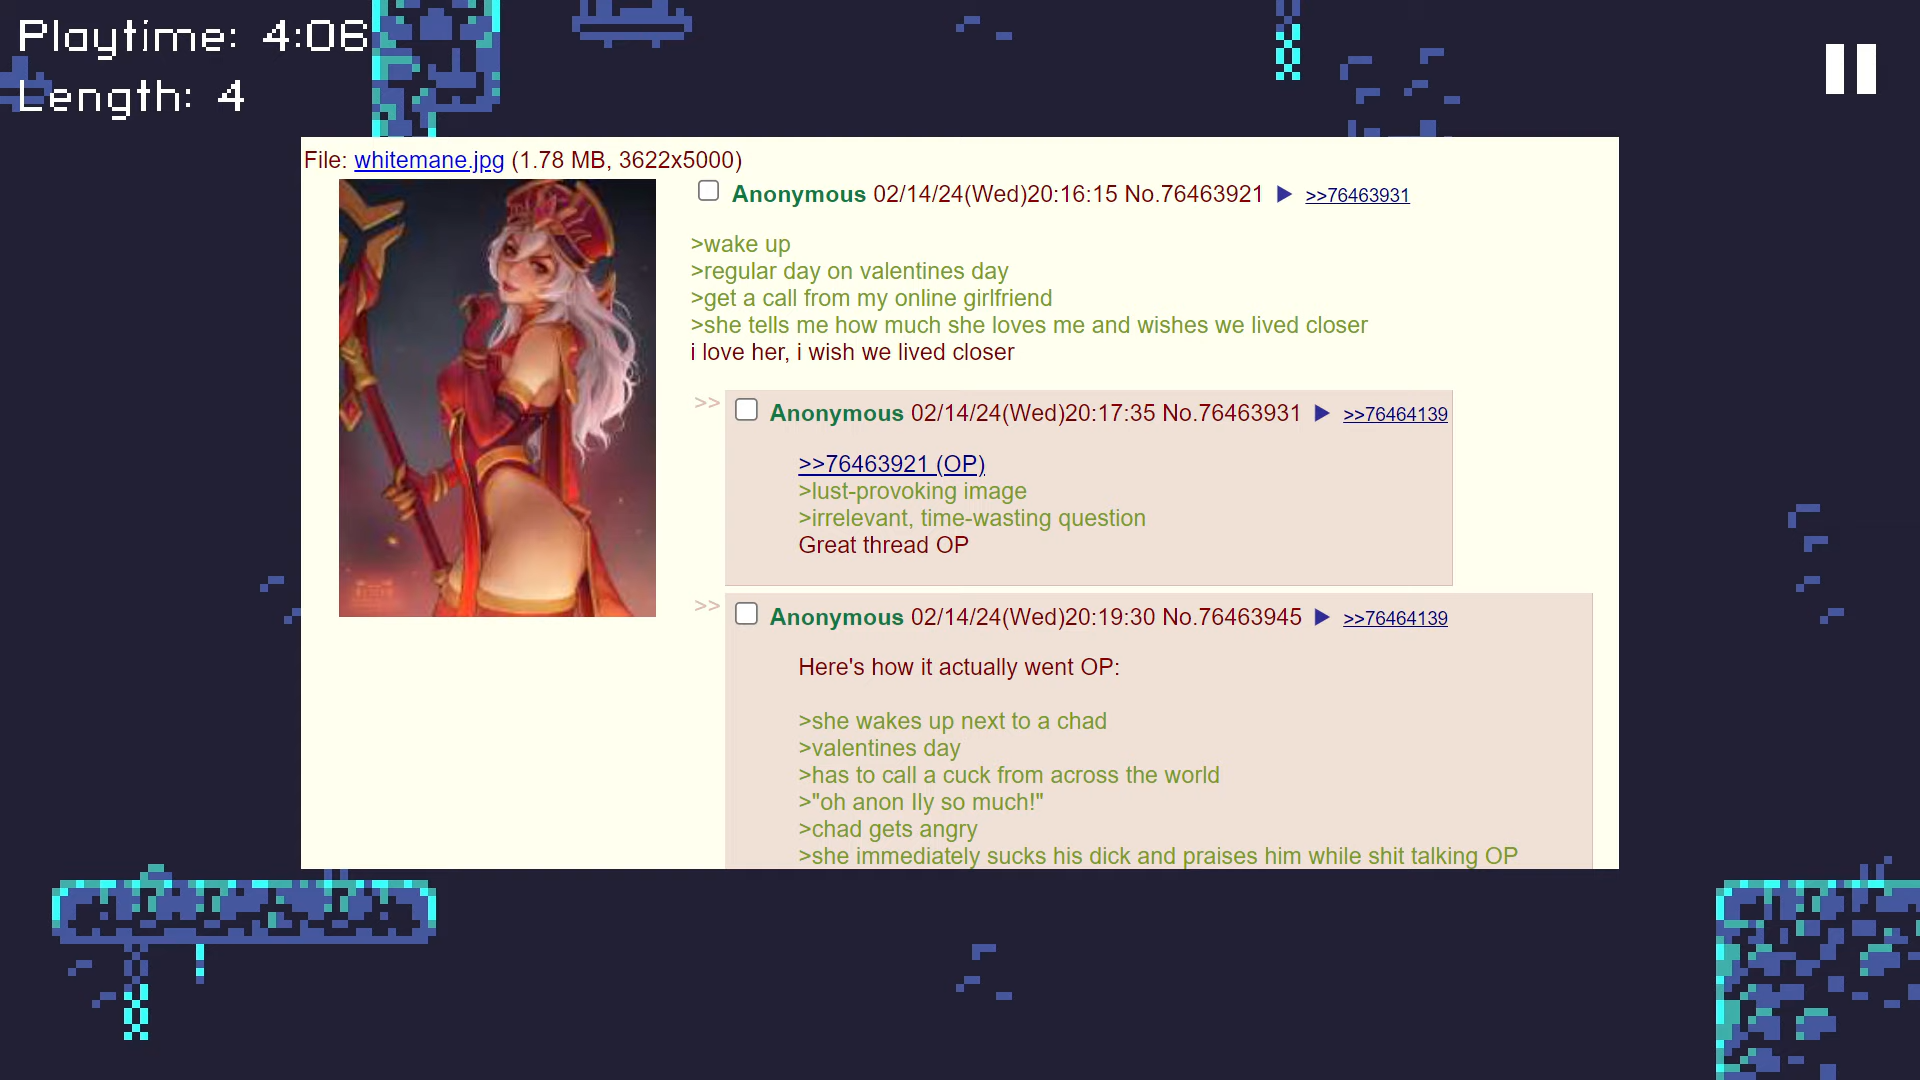 Playtime: 4:06
Length: 4
File: whitemane.jpg (1.78 MB, 3622x5000)
Anonymous 02/14/24(Wed)20:16:15 No.76463921 ▶ >>76463931
>wake up
>regular day on valentines day
>get a call from my online girlfriend
>she tells me how much she loves me and wishes we lived closer
i love her, i wish we lived closer
>> Anonymous 02/14/24(Wed)20:17:35 No.76463931 ▶ >>76464139
>>76463921 (OP)
>lust-provoking image
>irrelevant, time-wasting question
Great thread OP
>> Anonymous 02/14/24(Wed)20:19:30 No.76463945 ▶ >>76464139
Here's how it actually went OP:
>she wakes up next to a chad
>valentines day
>has to call a cuck from across the world
>"oh anon Ily so much!"
>chad gets angry
>she immediately sucks his dick and praises him while shit talking OP